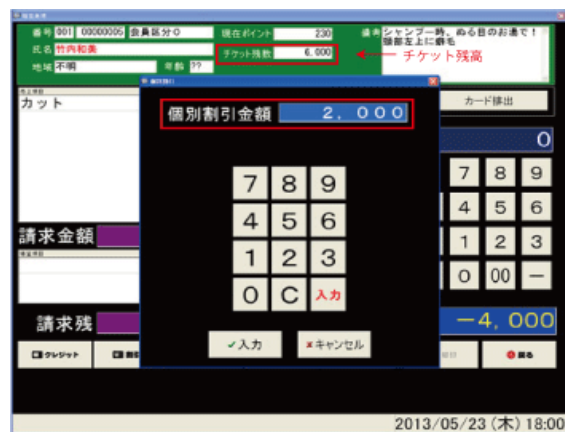 番号 001 00000005 会員区分 0 現在ポイント 230 備考 シャンプー時、ぬる目のお湯で!
頭部左上に癖毛
氏名 竹内和美 チケット残数 6.000 ← チケット残高
地域 不明 年齢 ??
カット
カード排出
個別割引金額 2,000
0
7 8 9
4 5 6
1 2 3
0 C 入力
7 8 9
4 5 6
1 2 3
0 00 −
請求金額
請求残
−4,000
✓入力 ×キャンセル
クレジット
戻る
2013/05/23 (木) 18:00